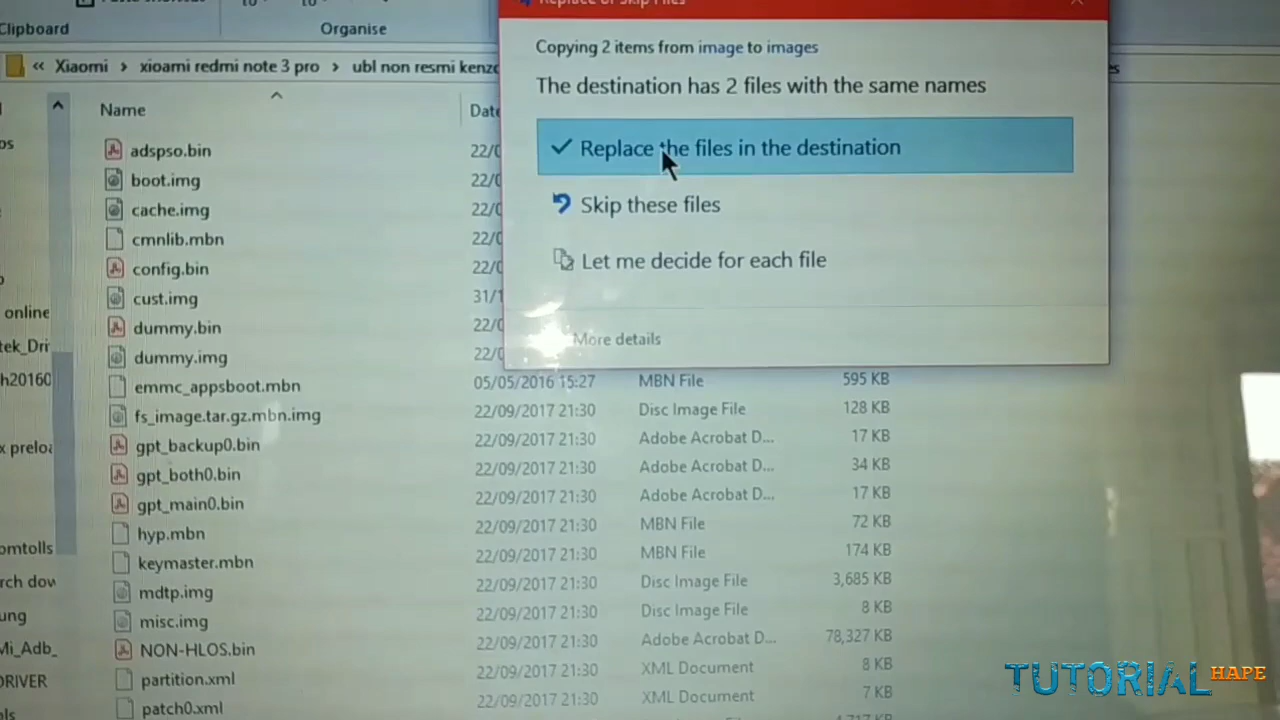 Clipboard
Organise
Replace or Skip Files
« Xiaomi > xioami redmi note 3 pro > ubl non resmi kenzo
Copying 2 items from image to images
The destination has 2 files with the same names
Replace the files in the destination
Skip these files
Let me decide for each file
More details
Name
Date
adspso.bin 22/0
boot.img 22/0
cache.img 22/0
cmnlib.mbn 22/0
config.bin 22/0
cust.img 31/1
dummy.bin 22/0
dummy.img 22/0
emmc_appsboot.mbn 05/05/2016 15:27 MBN File 595 KB
fs_image.tar.gz.mbn.img 22/09/2017 21:30 Disc Image File 128 KB
gpt_backup0.bin 22/09/2017 21:30 Adobe Acrobat D... 17 KB
gpt_both0.bin 22/09/2017 21:30 Adobe Acrobat D... 34 KB
gpt_main0.bin 22/09/2017 21:30 Adobe Acrobat D... 17 KB
hyp.mbn 22/09/2017 21:30 MBN File 72 KB
keymaster.mbn 22/09/2017 21:30 MBN File 174 KB
mdtp.img 22/09/2017 21:30 Disc Image File 3,685 KB
misc.img 22/09/2017 21:30 Disc Image File 8 KB
NON-HLOS.bin 22/09/2017 21:30 Adobe Acrobat D... 78,327 KB
partition.xml 22/09/2017 21:30 XML Document 8 KB
patch0.xml 22/09/2017 21:30 XML Document 7 KB
online
tek_Dri
h20160
x preloa
omtolls
rch dow
ung
Mi_Adb_
DRIVER
ols
TUTORIAL HAPE